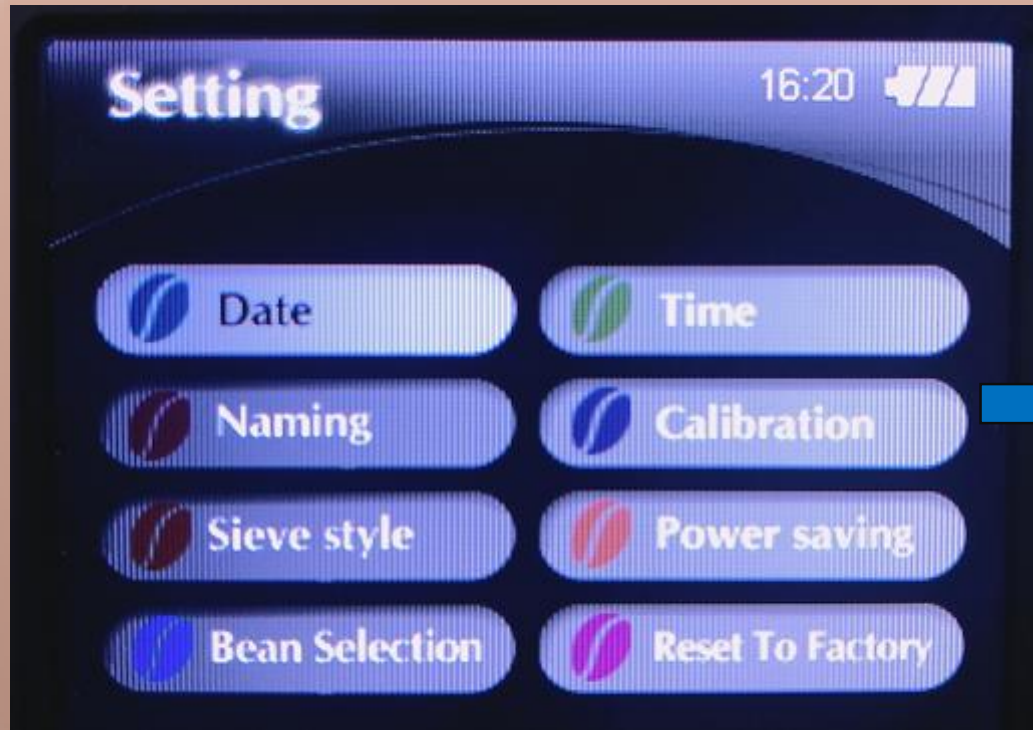 Setting
16:20
Date
Time
Naming
Calibration
Sieve style
Power saving
Bean Selection
Reset To Factory